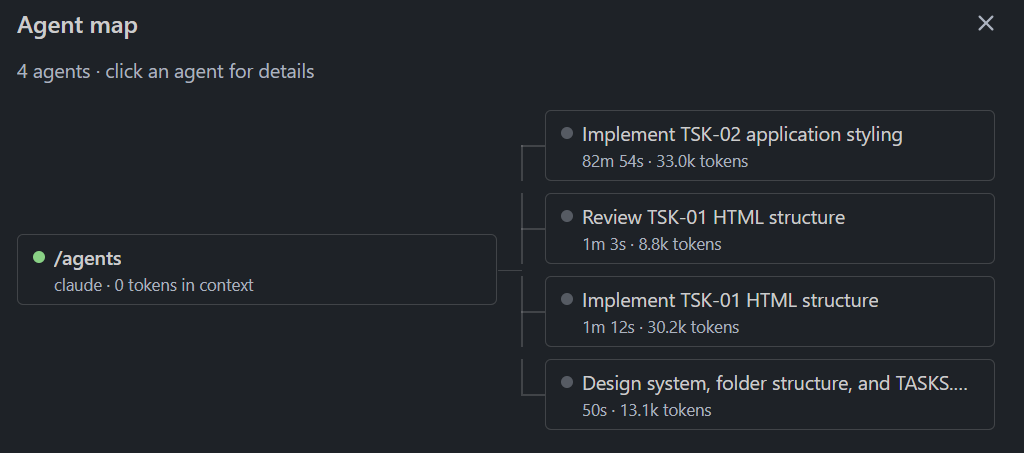 Agent map
4 agents · click an agent for details
/agents
claude · 0 tokens in context
Implement TSK-02 application styling
82m 54s · 33.0k tokens
Review TSK-01 HTML structure
1m 3s · 8.8k tokens
Implement TSK-01 HTML structure
1m 12s · 30.2k tokens
Design system, folder structure, and TASKS....
50s · 13.1k tokens